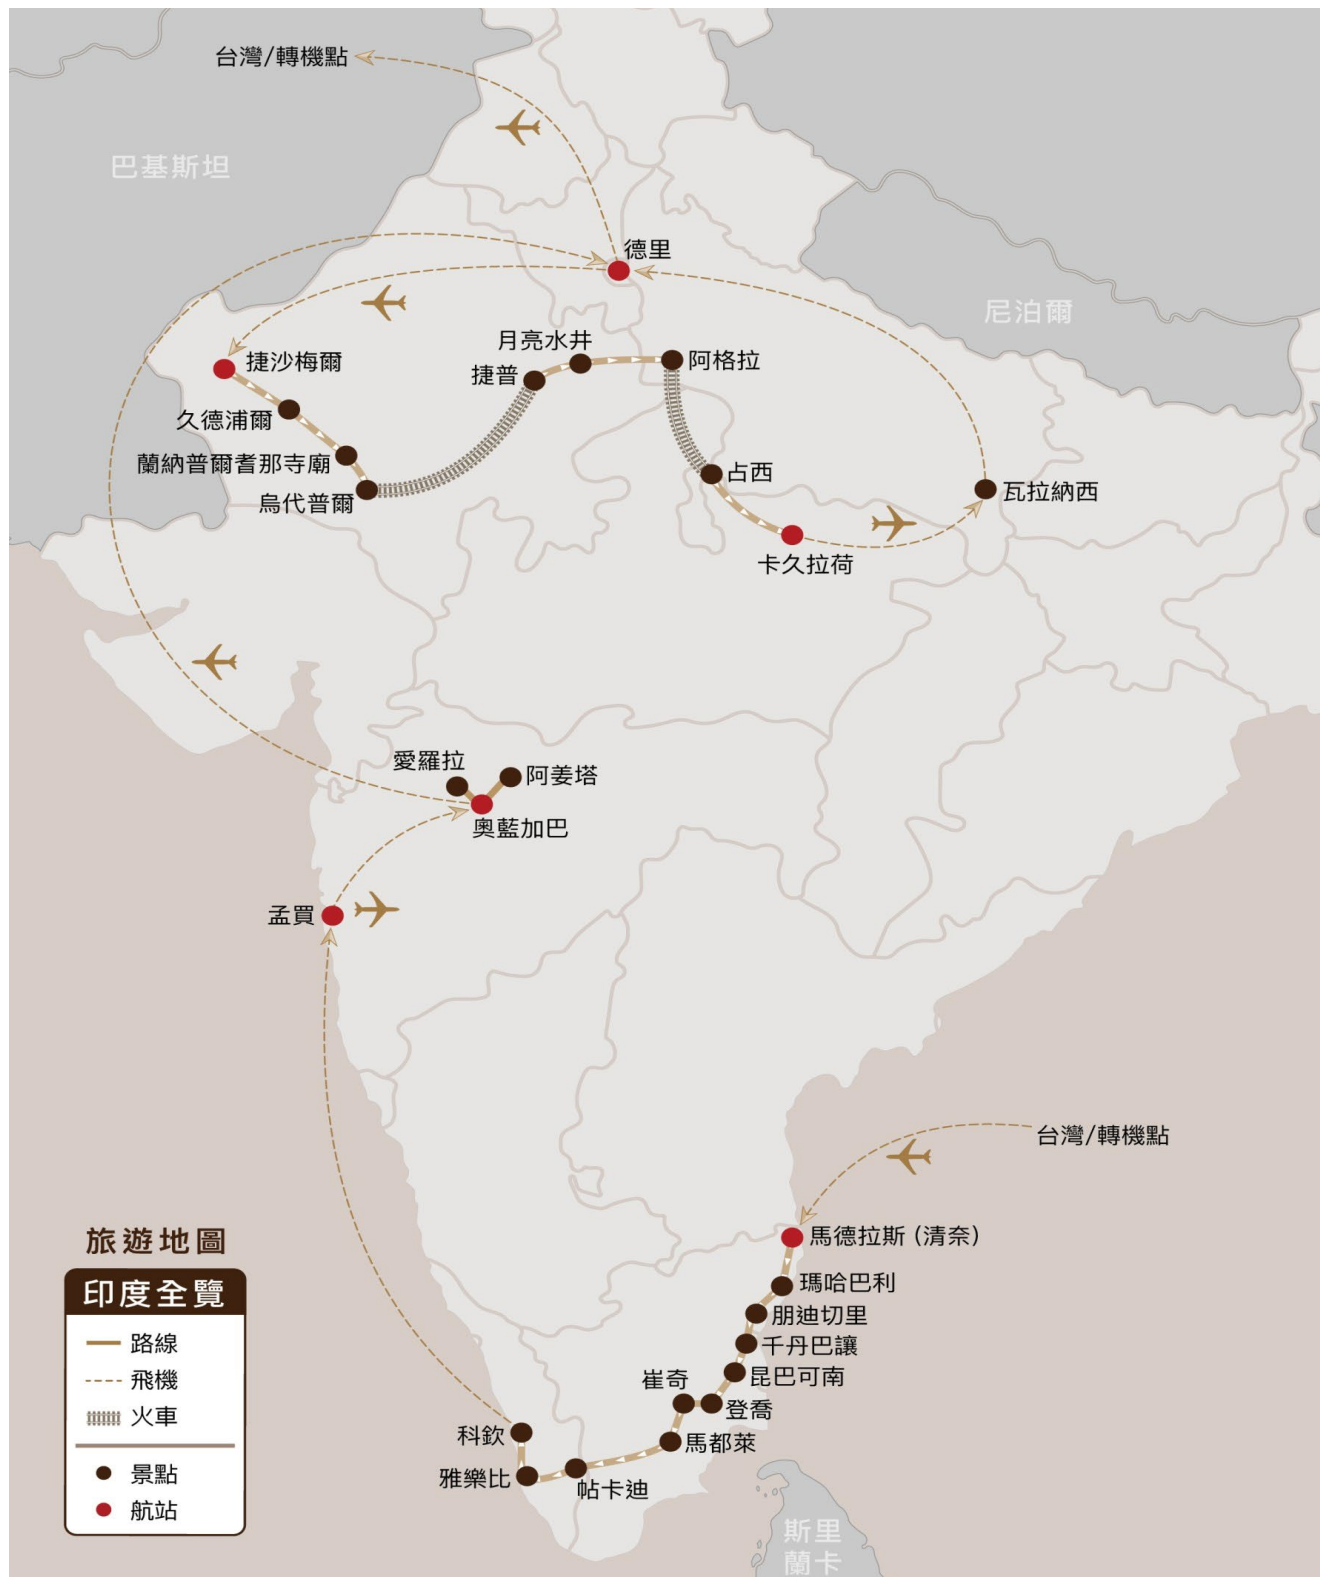 台灣/轉機點
巴基斯坦
德里
尼泊爾
月亮水井
捷沙梅爾
捷普
阿格拉
久德浦爾
蘭納普爾耆那寺廟
烏代普爾
占西
瓦拉納西
卡久拉荷
愛羅拉
阿姜塔
奧藍加巴
孟買
台灣/轉機點
馬德拉斯(清奈)
瑪哈巴利
朋迪切里
千丹巴讓
昆巴可南
崔奇
登喬
馬都萊
科欽
雅樂比
帖卡迪
斯里
蘭卡
旅遊地圖
印度全覽
路線
飛機
火車
景點
航站